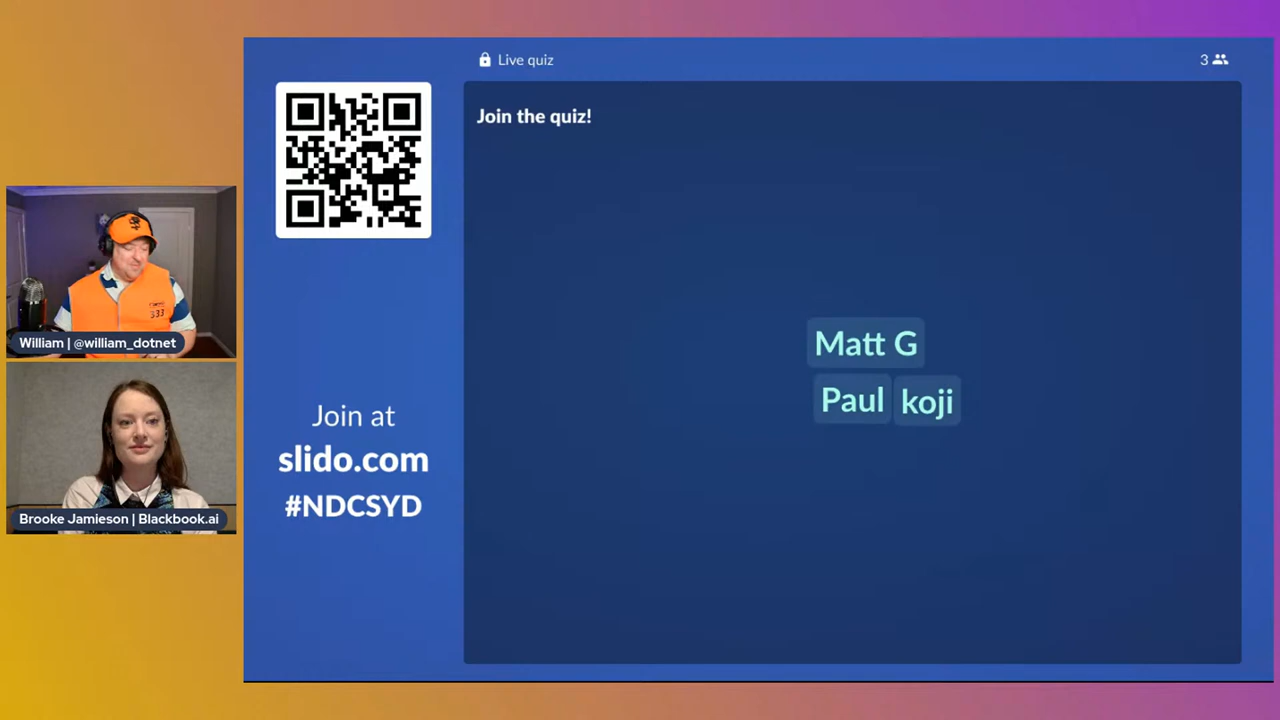 Live quiz
3
Join the quiz!
Matt G
Paul koji
Join at
slido.com
#NDCSYD
333
William | @william_dotnet
Brooke Jamieson | Blackbook.ai